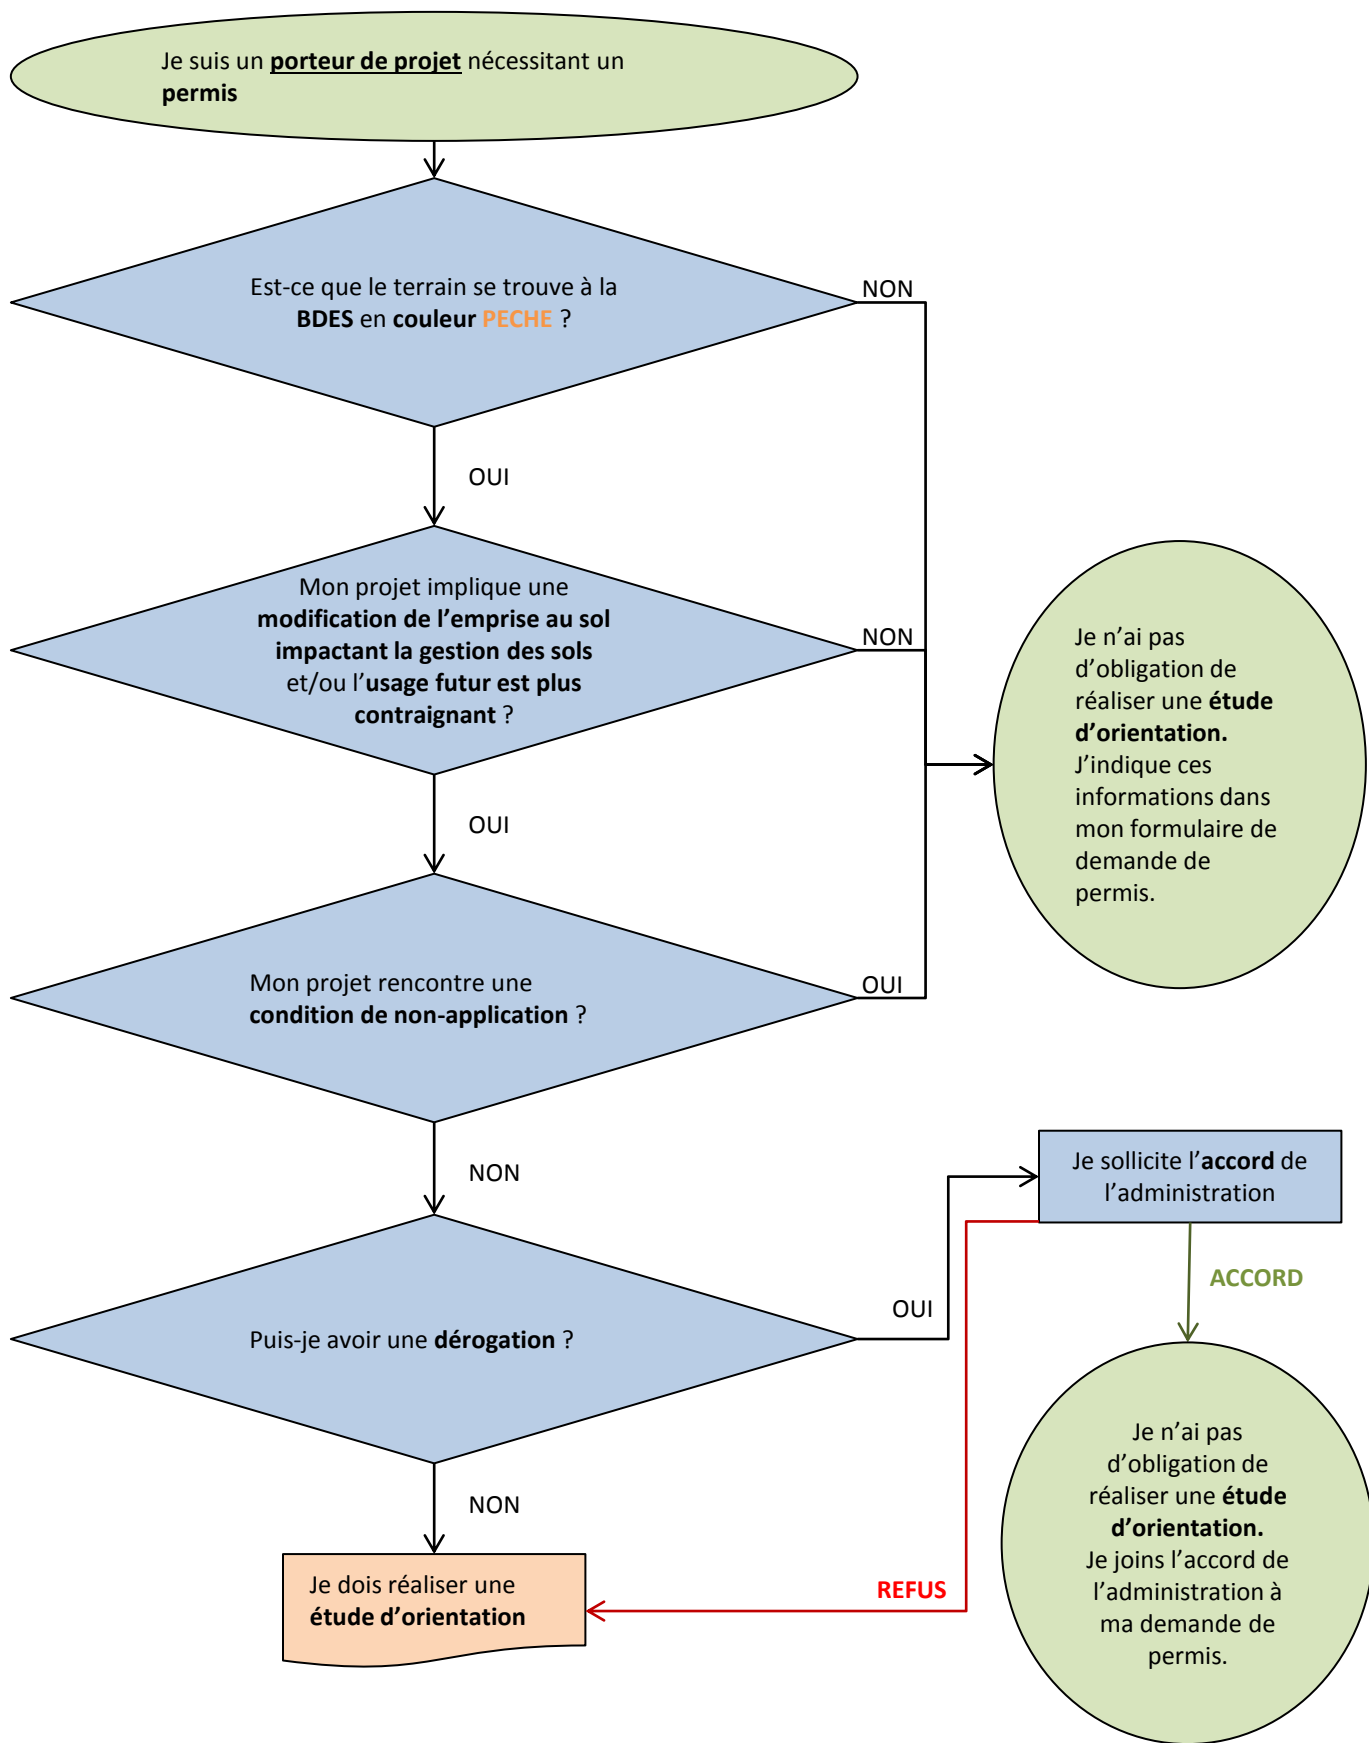 Je suis un porteur de projet nécessitant un
permis
Est-ce que le terrain se trouve à la
BDES en couleur PECHE ?
NON
OUI
Mon projet implique une
modification de l’emprise au sol
impactant la gestion des sols
et/ou l’usage futur est plus
contraignant ?
NON
Je n’ai pas
d’obligation de
réaliser une étude
d’orientation.
J’indique ces
informations dans
mon formulaire de
demande de
permis.
OUI
Mon projet rencontre une
condition de non-application ?
OUI
NON
Je sollicite l’accord de
l’administration
ACCORD
Puis-je avoir une dérogation ?
OUI
NON
Je n’ai pas
d’obligation de
réaliser une étude
d’orientation.
Je joins l’accord de
l’administration à
ma demande de
permis.
REFUS
Je dois réaliser une
étude d’orientation